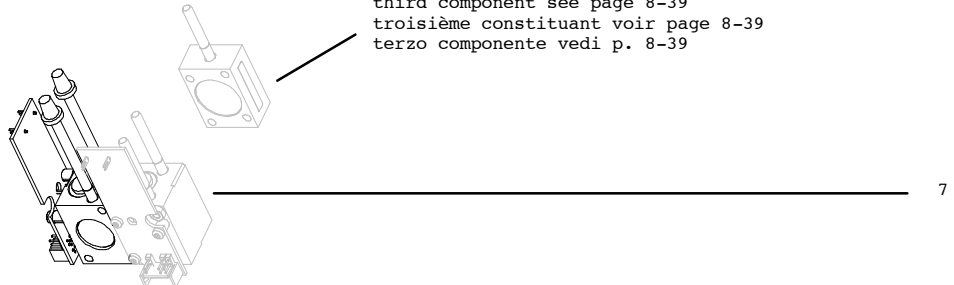 third component see page 8-39
troisième constituant voir page 8-39
terzo componente vedi p. 8-39
7